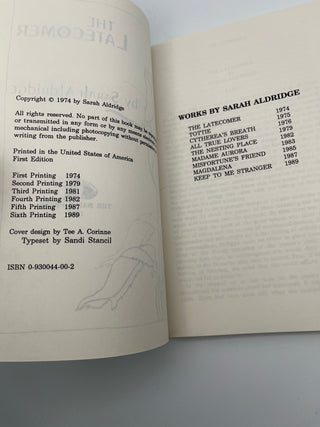 THE
LATECOMER
by Sarah Aldridge
Copyright © 1974 by Sarah Aldridge
All rights reserved. No part of this book may be
or transmitted in any form or by any means
mechanical including photocopying without
writing from the publisher.
Printed in the United States of America
First Edition
First Printing 1974
Second Printing 1979
Third Printing 1981
Fourth Printing 1982
Fifth Printing 1987
Sixth Printing 1989
Cover design by Tee A. Corinne
Typeset by Sandi Stancil
ISBN 0-930044-00-2
WORKS BY SARAH ALDRIDGE
THE LATECOMER 1974
TOTTIE 1975
CYTHEREA'S BREATH 1976
ALL TRUE LOVERS 1979
THE NESTING PLACE 1982
MADAME AURORA 1983
MISFORTUNE'S FRIEND 1985
MAGDALENA 1987
KEEP TO ME STRANGER 1989